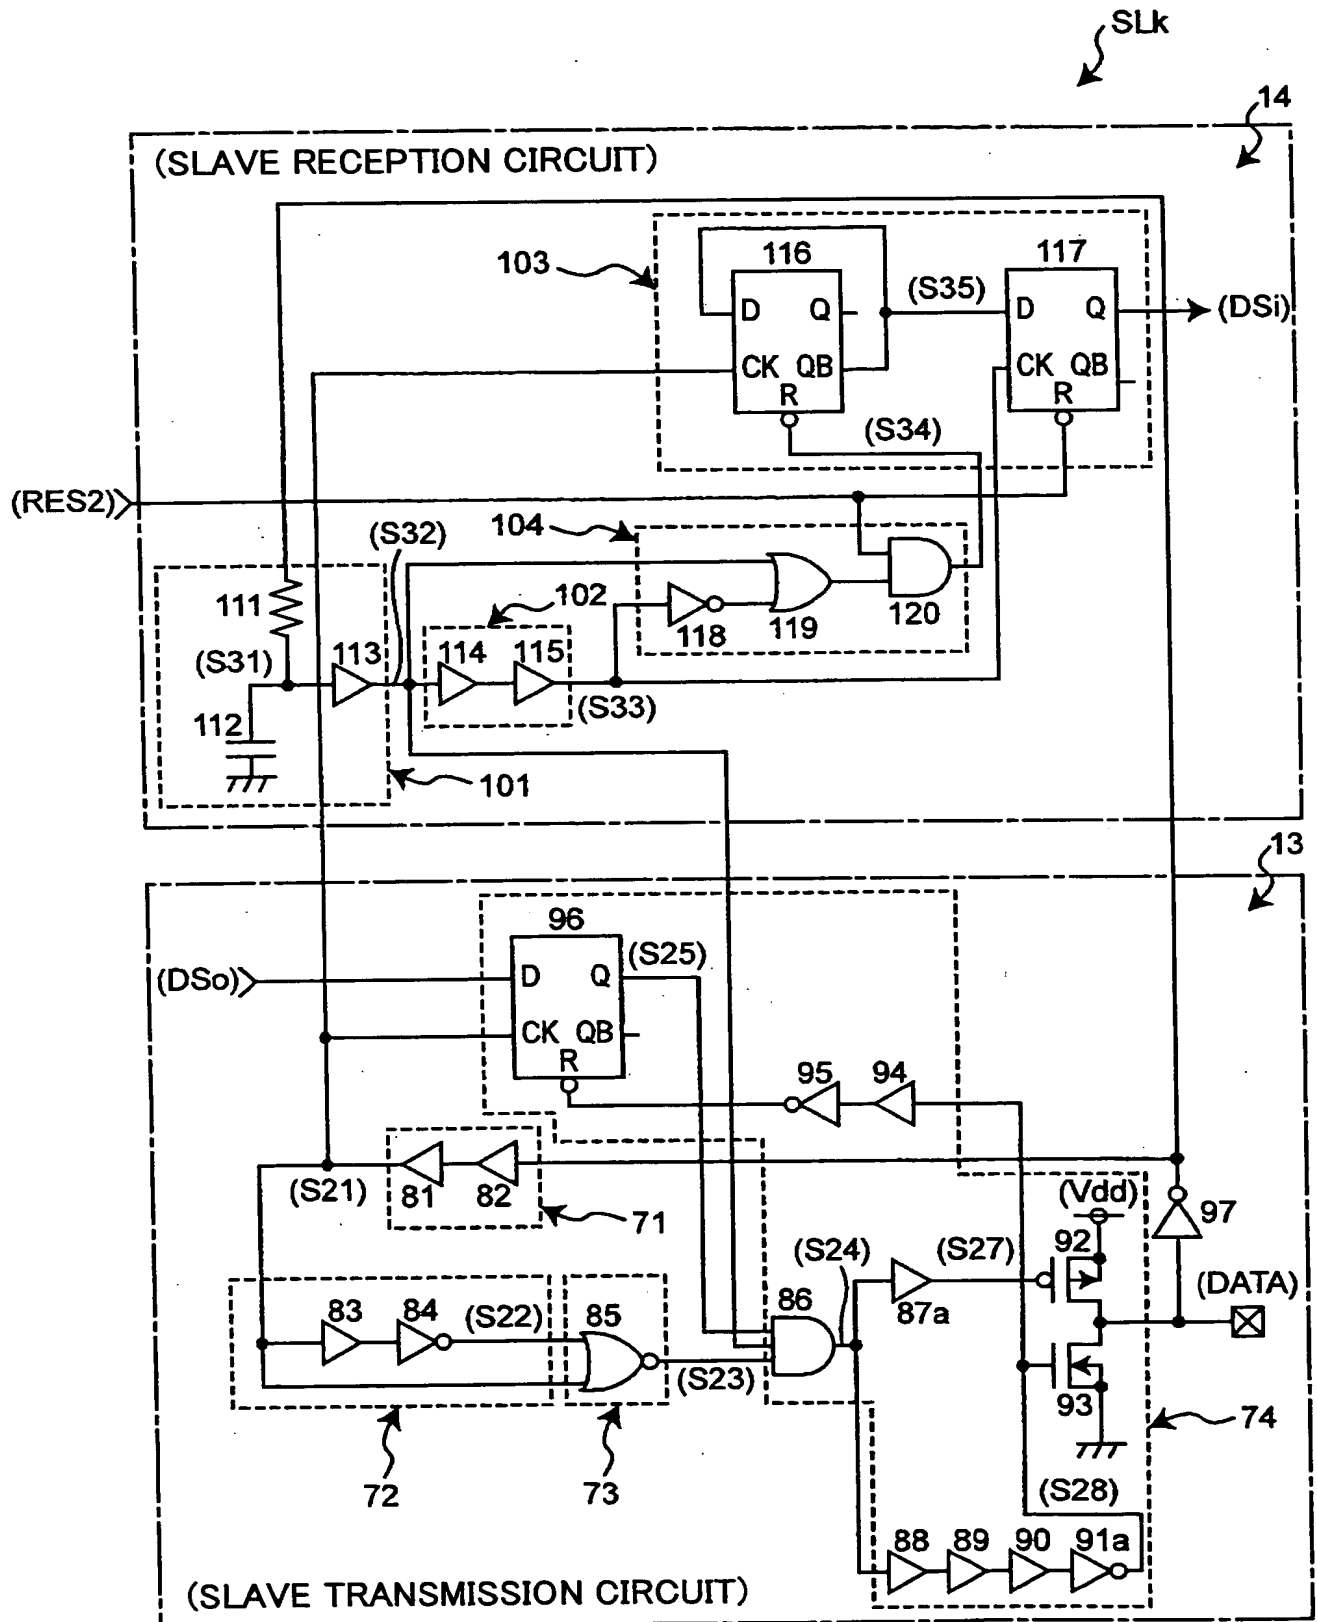 SLk
14
(SLAVE RECEPTION CIRCUIT)
103
116
117
(S35)
D
Q
D
Q
(DSi)
CK
QB
CK
QB
R
R
(S34)
(RES2)
(S32)
104
102
111
118
119
120
(S31)
113
114
115
(S33)
112
101
13
96
(S25)
(DSo)
D
Q
CK
QB
R
95
94
(S21)
81
82
71
(Vdd)
97
(S24)
(S27)
92
(DATA)
83
84
(S22)
85
86
87a
(S23)
93
74
72
73
(S28)
88
89
90
91a
(SLAVE TRANSMISSION CIRCUIT)